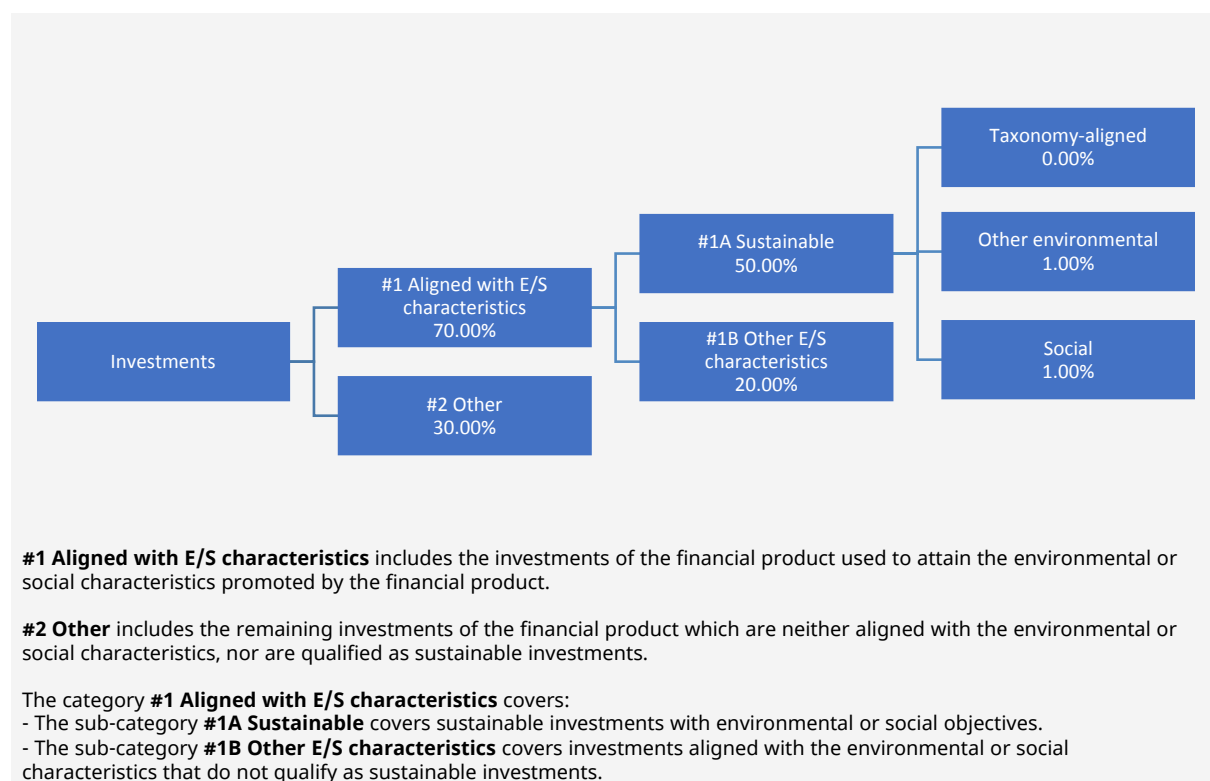 Taxonomy-aligned
0.00%
#1A Sustainable
50.00%
Other environmental
1.00%
#1 Aligned with E/S
characteristics
70.00%
Investments
#1B Other E/S
characteristics
20.00%
Social
1.00%
#2 Other
30.00%
#1 Aligned with E/S characteristics includes the investments of the financial product used to attain the environmental or
social characteristics promoted by the financial product.
#2 Other includes the remaining investments of the financial product which are neither aligned with the environmental or
social characteristics, nor are qualified as sustainable investments.
The category #1 Aligned with E/S characteristics covers:
- The sub-category #1A Sustainable covers sustainable investments with environmental or social objectives.
- The sub-category #1B Other E/S characteristics covers investments aligned with the environmental or social
characteristics that do not qualify as sustainable investments.